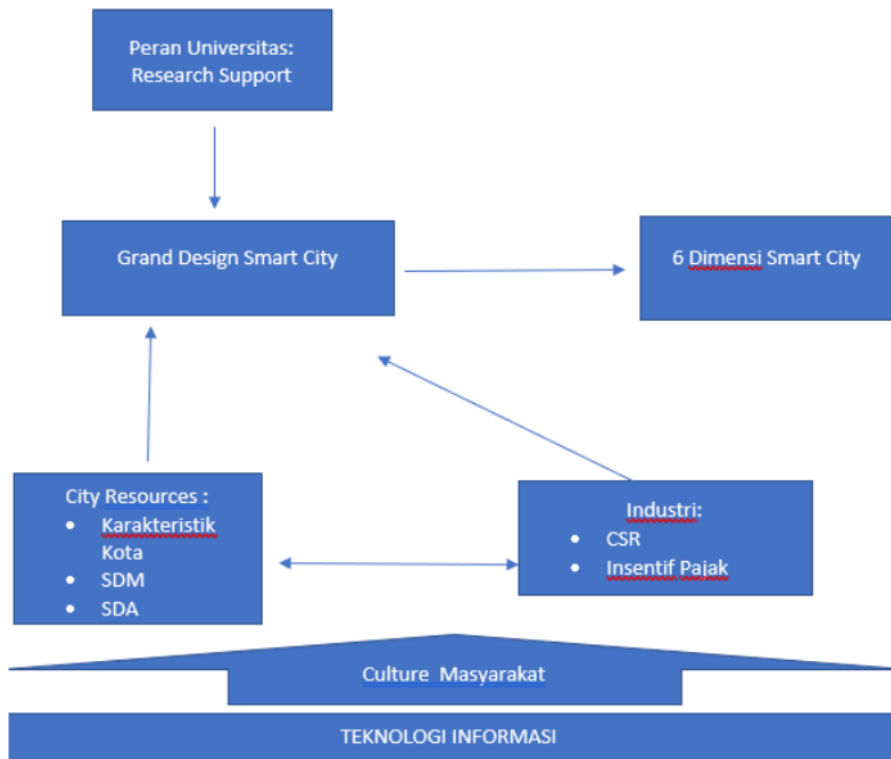 Peran Universitas:
Research Support
Grand Design Smart City
6 Dimensi Smart City
City Resources :
• Karakteristik
Kota
• SDM
• SDA
Industri:
• CSR
• Insentif Pajak
Culture Masyarakat
TEKNOLOGI INFORMASI